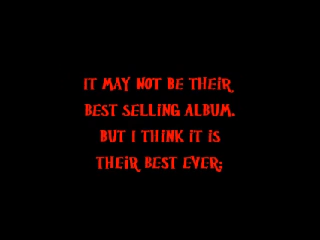 IT MAY NOT BE THEIR
BEST SELLING ALBUM.
BUT I THINK IT IS
THEIR BEST EVER;